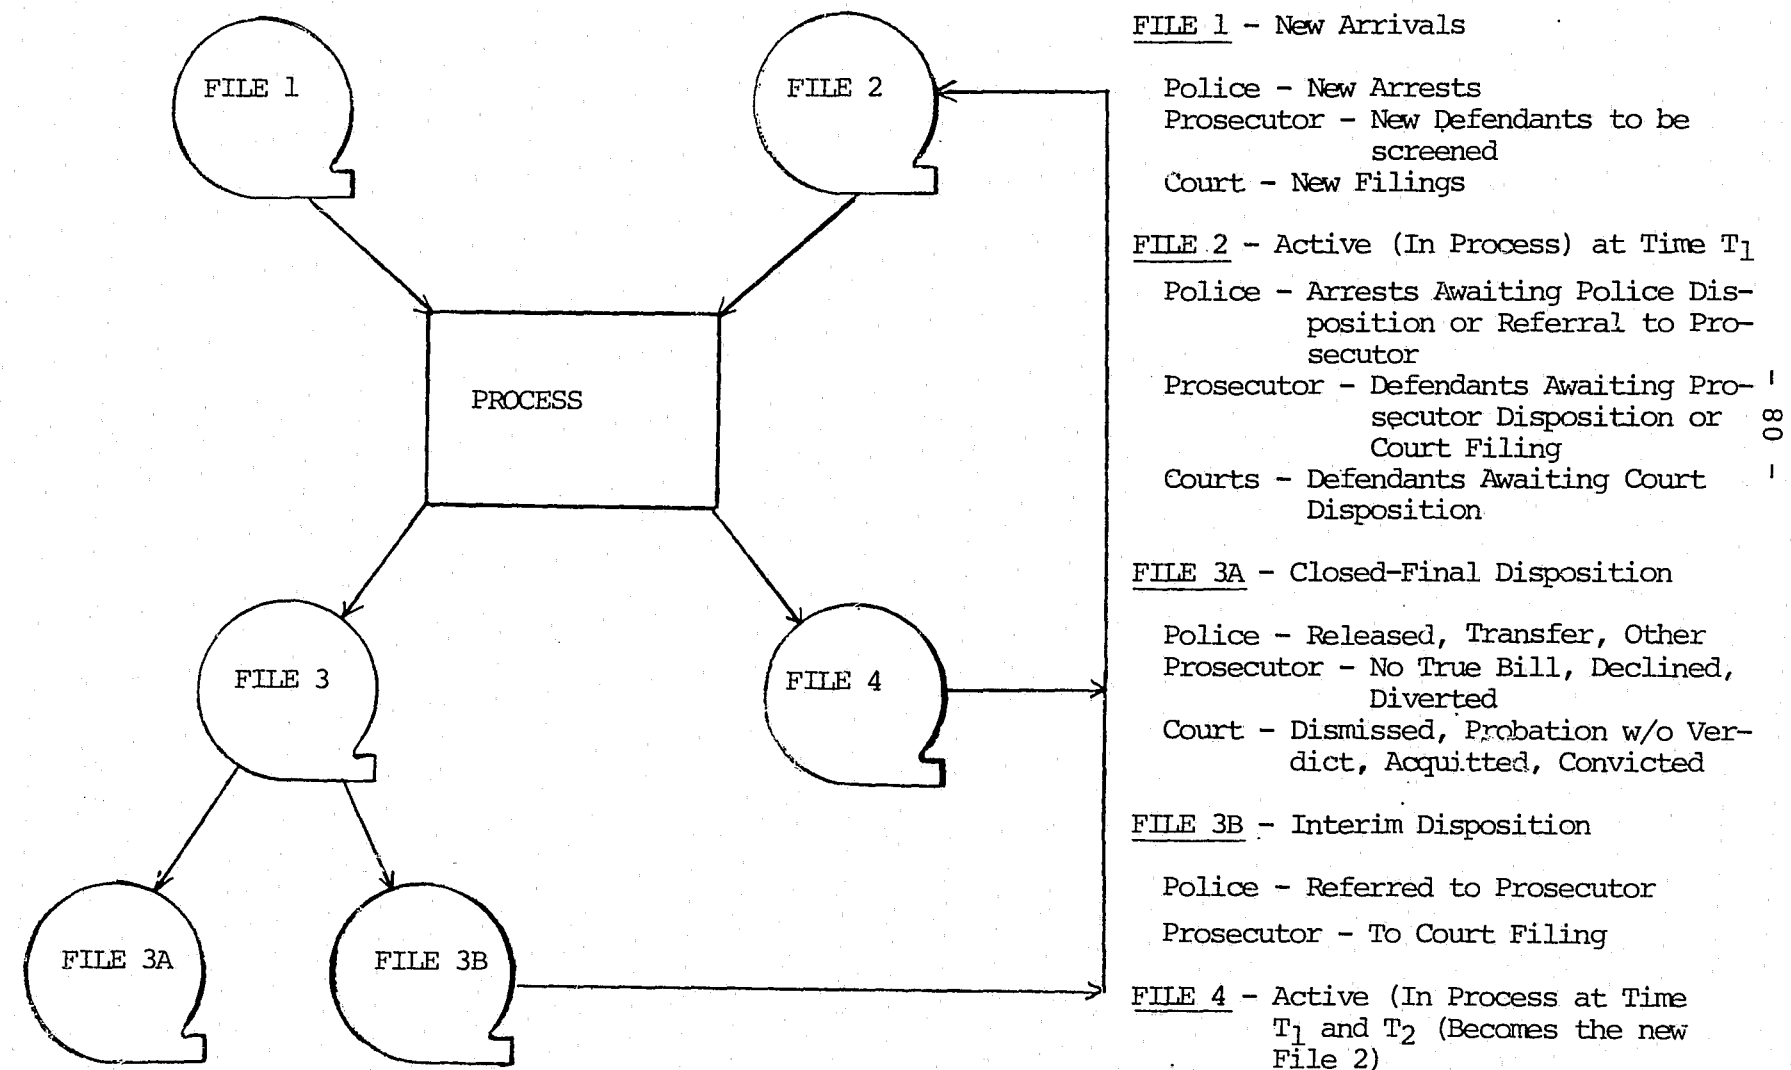 FILE 1
FILE 2
PROCESS
FILE 3
FILE 4
FILE 3A
FILE 3B
FILE 1 - New Arrivals
Police - New Arrests
Prosecutor - New Defendants to be
screened
Court - New Filings
FILE 2 - Active (In Process) at Time T1
Police - Arrests Awaiting Police Dis-
position or Referral to Pro-
secutor
Prosecutor - Defendants Awaiting Pro-
secutor Disposition or
Court Filing
Courts - Defendants Awaiting Court
Disposition
FILE 3A - Closed-Final Disposition
Police - Released, Transfer, Other
Prosecutor - No True Bill, Declined,
Diverted
Court - Dismissed, Probation w/o Ver-
dict, Acquitted, Convicted
FILE 3B - Interim Disposition
Police - Referred to Prosecutor
Prosecutor - To Court Filing
FILE 4 - Active (In Process at Time
T1 and T2 (Becomes the new
File 2)
- 80 -